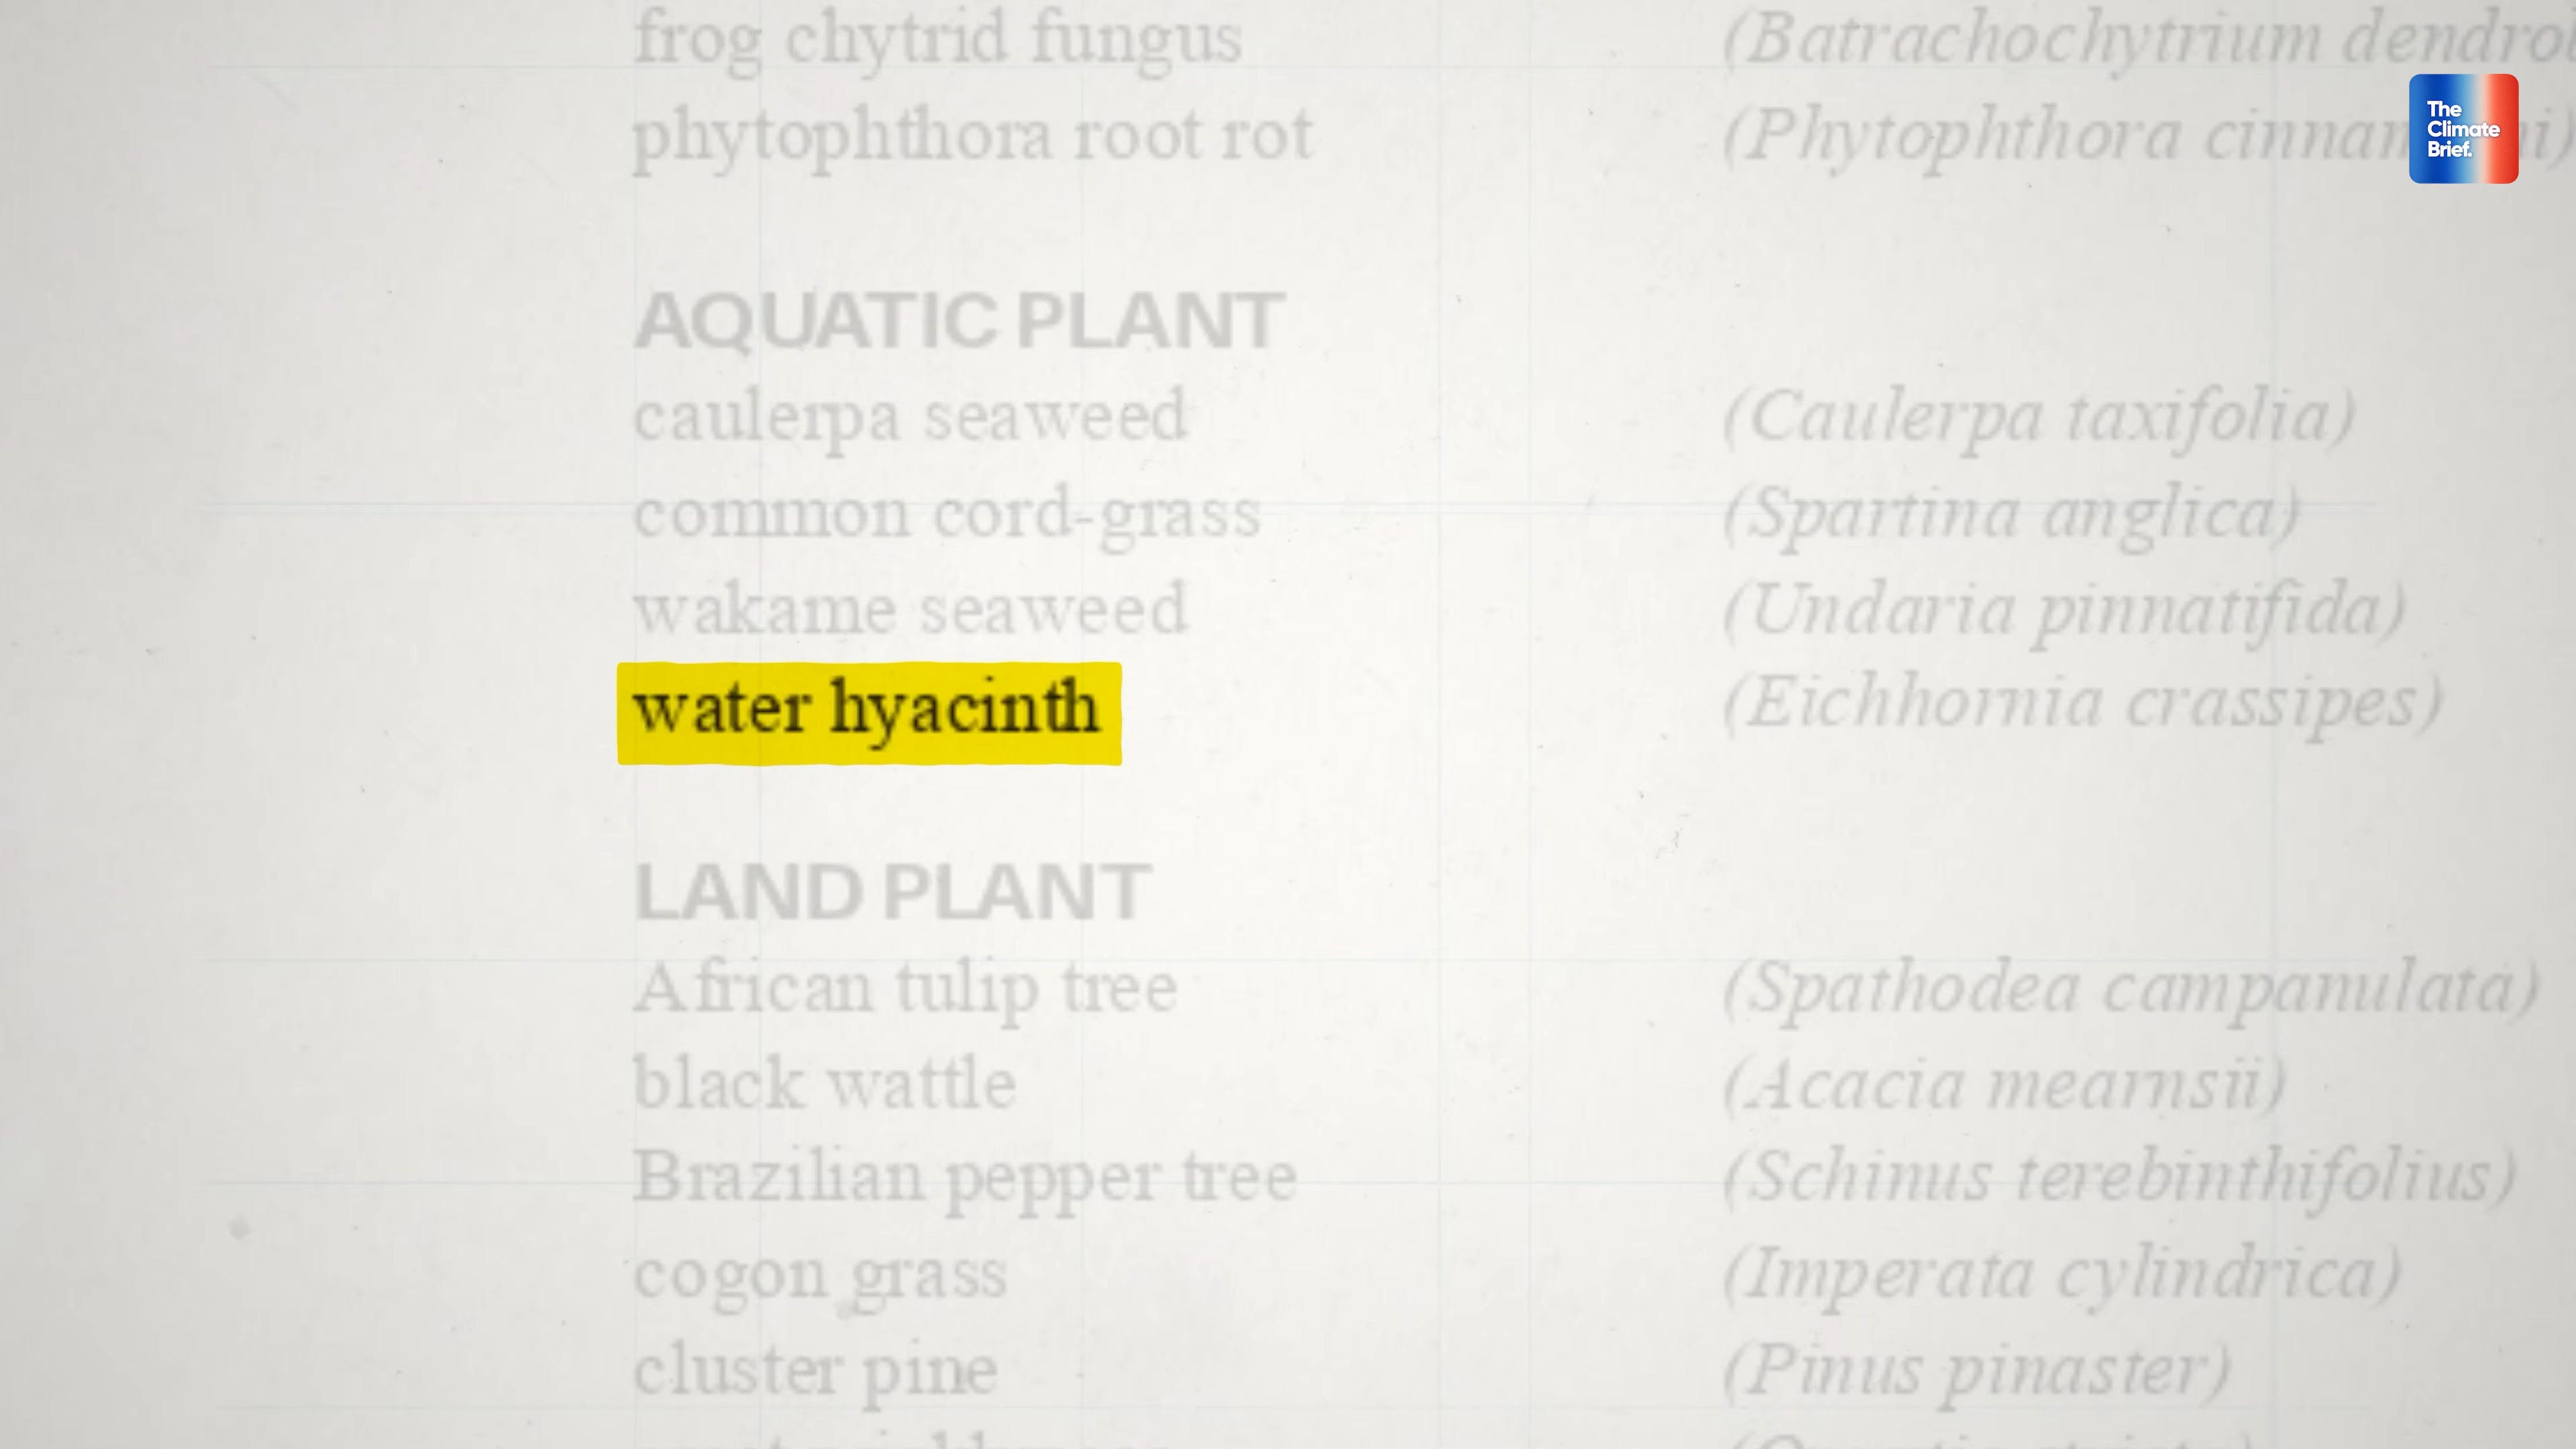 frog chytrid fungus (Batrachochytrium
phytophthora root rot (Phytophthora
The
Climate
Brief.
AQUATIC PLANT
caulerpa seaweed (Caulerpa taxifolia)
common cord-grass (Spartina anglica)
wakame seaweed (Undaria pinnatifida)
water hyacinth (Eichhornia crassipes)
LAND PLANT
African tulip tree (Spathodea campanulata)
black wattle (Acacia mearnsii)
Brazilian pepper tree (Schinus terebinthifolius)
cogon grass (Imperata cylindrica)
cluster pine (Pinus pinaster)